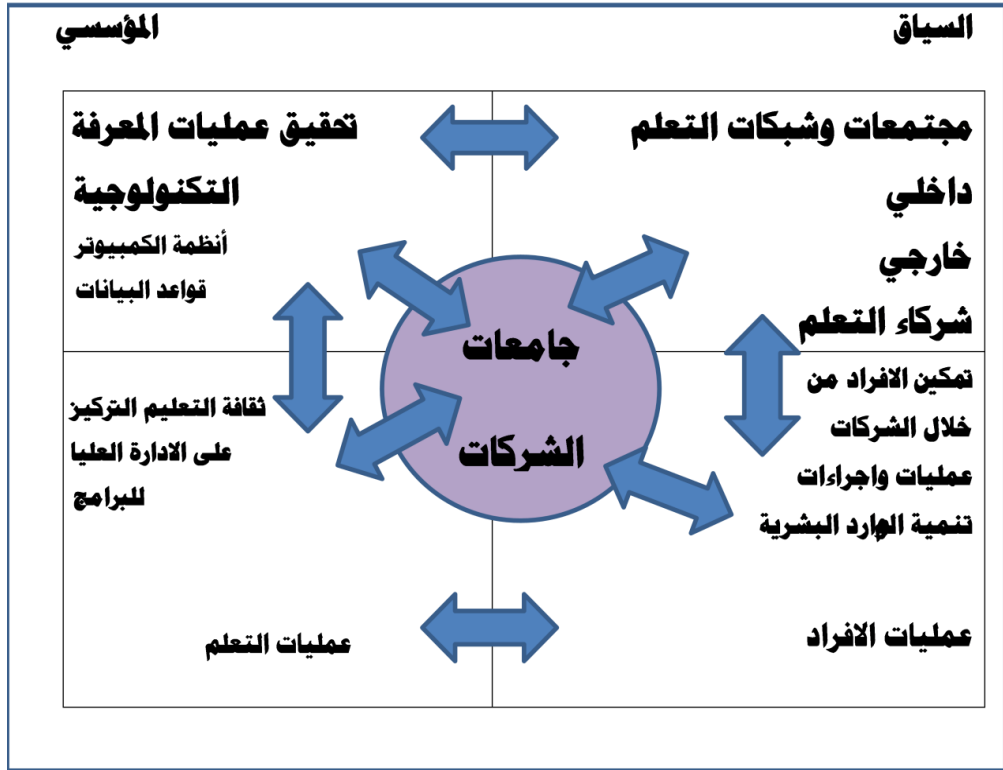 السياق
المؤسسي
مجتمعات وشبكات التعلم
داخلي
خارجي
شركاء التعلم
تحقيق عمليات المعرفة
التكنولوجية
أنظمة الكمبيوتر
قواعد البيانات
جامعات
الشركات
تمكين الافراد من
خلال الشركات
عمليات واجراءات
تنمية الموارد البشرية
عمليات الافراد
ثقافة التعليم التركيز
على الادارة العليا
للبرامج
عمليات التعلم